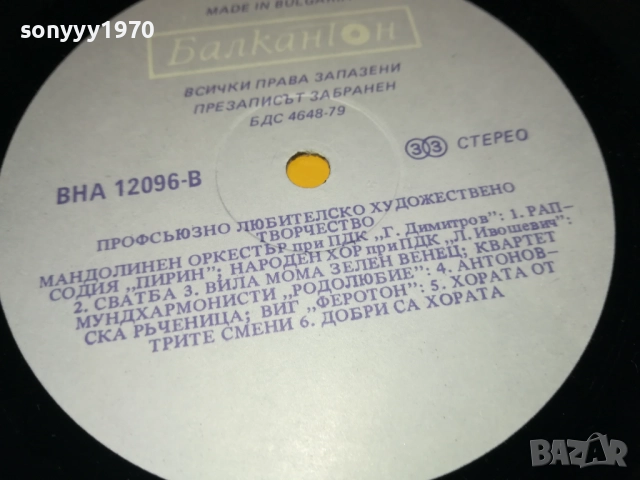 sonyyy1970
MADE IN BULGARIA
Балкантон
ВСИЧКИ ПРАВА ЗАПАЗЕНИ
ПРЕЗАПИСЪТ ЗАБРАНЕН
БДС 4648-79
ВНА 12096-В
33 СТЕРЕО
ПРОФСЬЮЗНО ЛЮБИТЕЛСКО ХУДОЖЕСТВЕНО
ТВОРЧЕСТВО
МАНДОЛИНЕН ОРКЕСТЪР при ПДК „Г. Димитров": 1. РАП-
СОДИЯ „ПИРИН"; НАРОДЕН ХОР при ПДК „Л. Ивошевич":
2. СВАТБА 3. ВИЛА МОМА ЗЕЛЕН ВЕНЕЦ; КВАРТЕТ
МУНДХАРМОНИСТИ „РОДОЛЮБИЕ": 4. АНТОНОВ-
СКА РЬЧЕНИЦА; ВИГ „ФЕРОТОН": 5. ХОРАТА ОТ
ТРИТЕ СМЕНИ 6. ДОБРИ СА ХОРАТА
BAZAR